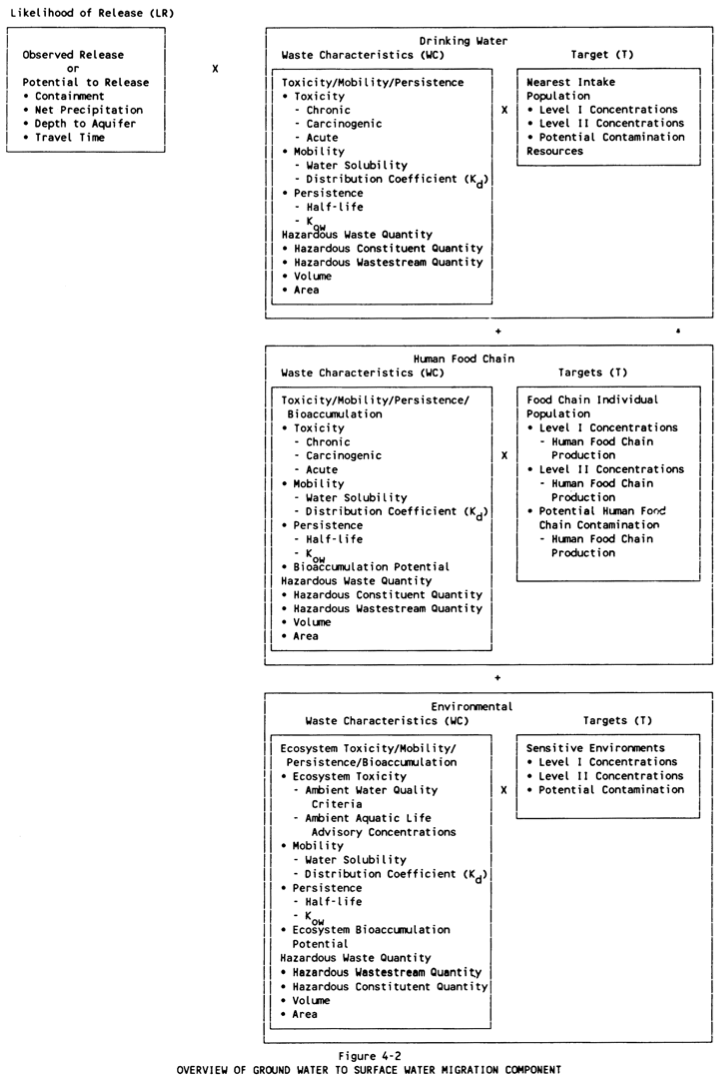 Likelihood of Release (LR)
Observed Release
or
Potential to Release
• Containment
• Net Precipitation
• Depth to Aquifer
• Travel Time
X
Drinking Water
Waste Characteristics (WC)
Toxicity/Mobility/Persistence
• Toxicity
- Chronic
- Carcinogenic
- Acute
• Mobility
- Water Solubility
- Distribution Coefficient (Kd)
• Persistence
- Half-life
- Kow
Hazardous Waste Quantity
• Hazardous Constituent Quantity
• Hazardous Wastestream Quantity
• Volume
• Area
X
Target (T)
Nearest Intake
Population
• Level I Concentrations
• Level II Concentrations
• Potential Contamination
Resources
+
Human Food Chain
Waste Characteristics (WC)
Toxicity/Mobility/Persistence/
Bioaccumulation
• Toxicity
- Chronic
- Carcinogenic
- Acute
• Mobility
- Water Solubility
- Distribution Coefficient (Kd)
• Persistence
- Half-life
- Kow
• Bioaccumulation Potential
Hazardous Waste Quantity
• Hazardous Constituent Quantity
• Hazardous Wastestream Quantity
• Volume
• Area
X
Targets (T)
Food Chain Individual
Population
• Level I Concentrations
- Human Food Chain
Production
• Level II Concentrations
- Human Food Chain
Production
• Potential Human Food
Chain Contamination
- Human Food Chain
Production
+
Environmental
Waste Characteristics (WC)
Ecosystem Toxicity/Mobility/
Persistence/Bioaccumulation
• Ecosystem Toxicity
- Ambient Water Quality
Criteria
- Ambient Aquatic Life
Advisory Concentrations
• Mobility
- Water Solubility
- Distribution Coefficient (Kd)
• Persistence
- Half-life
- Kow
• Ecosystem Bioaccumulation
Potential
Hazardous Waste Quantity
• Hazardous Wastestream Quantity
• Hazardous Constitutent Quantity
• Volume
• Area
X
Targets (T)
Sensitive Environments
• Level I Concentrations
• Level II Concentrations
• Potential Contamination
Figure 4-2
OVERVIEW OF GROUND WATER TO SURFACE WATER MIGRATION COMPONENT